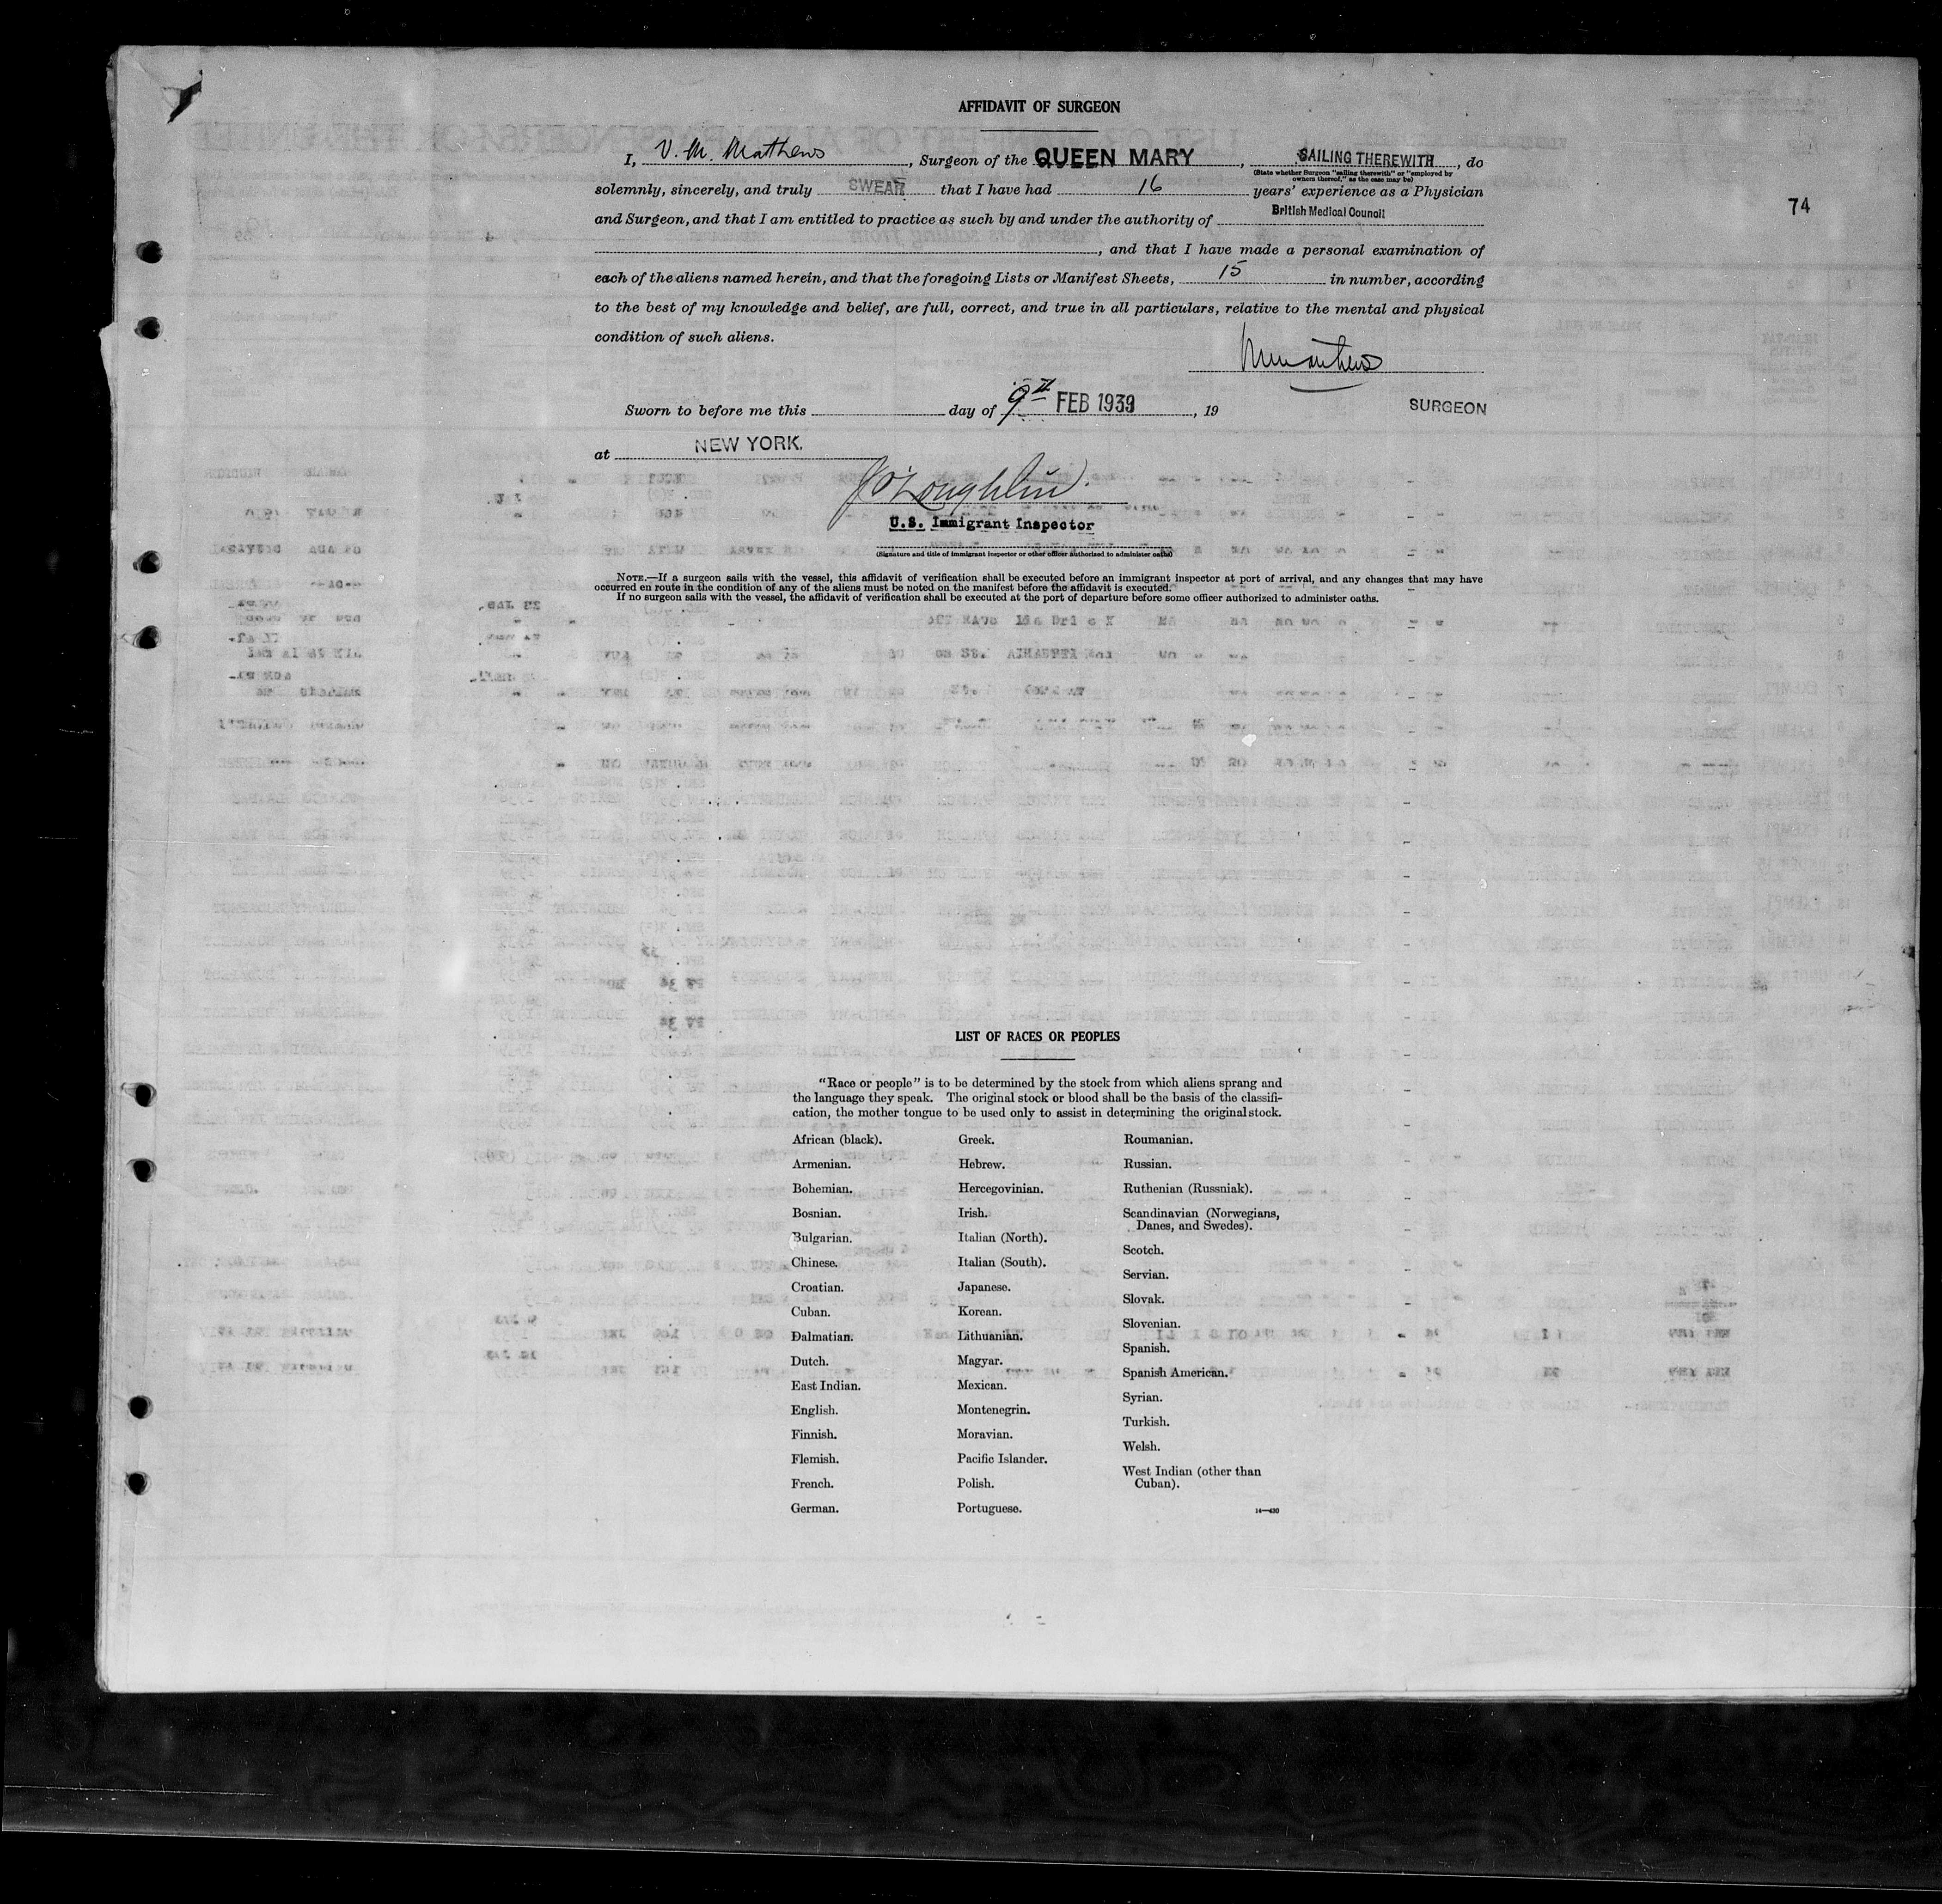 AFFIDAVIT OF SURGEON
I, V. M. Mathews, Surgeon of the QUEEN MARY, SAILING THEREWITH, do
(State whether Surgeon "sailing therewith" or "employed by
owners thereof," as the case may be)
solemnly, sincerely, and truly SWEAR that I have had 16 years' experience as a Physician
and Surgeon, and that I am entitled to practice as such by and under the authority of British Medical Council
, and that I have made a personal examination of
each of the aliens named herein, and that the foregoing Lists or Manifest Sheets, 15 in number, according
to the best of my knowledge and belief, are full, correct, and true in all particulars, relative to the mental and physical
condition of such aliens.
74
VMMathews
SURGEON
Sworn to before me this day of 9th FEB 1939, 19
at NEW YORK.
J O'Loughlin.
U.S. Immigrant Inspector
(Signature and title of immigrant inspector or other officer authorized to administer oaths)
NOTE.—If a surgeon sails with the vessel, this affidavit of verification shall be executed before an immigrant inspector at port of arrival, and any changes that may have
occurred en route in the condition of any of the aliens must be noted on the manifest before the affidavit is executed.
If no surgeon sails with the vessel, the affidavit of verification shall be executed at the port of departure before some officer authorized to administer oaths.
LIST OF RACES OR PEOPLES
"Race or people" is to be determined by the stock from which aliens sprang and
the language they speak. The original stock or blood shall be the basis of the classifi-
cation, the mother tongue to be used only to assist in determining the original stock.
African (black).
Armenian.
Bohemian.
Bosnian.
Bulgarian.
Chinese.
Croatian.
Cuban.
Dalmatian.
Dutch.
East Indian.
English.
Finnish.
Flemish.
French.
German.
Greek.
Hebrew.
Hercegovinian.
Irish.
Italian (North).
Italian (South).
Japanese.
Korean.
Lithuanian.
Magyar.
Mexican.
Montenegrin.
Moravian.
Pacific Islander.
Polish.
Portuguese.
Roumanian.
Russian.
Ruthenian (Russniak).
Scandinavian (Norwegians,
Danes, and Swedes).
Scotch.
Servian.
Slovak.
Slovenian.
Spanish.
Spanish American.
Syrian.
Turkish.
Welsh.
West Indian (other than
Cuban).
14—430